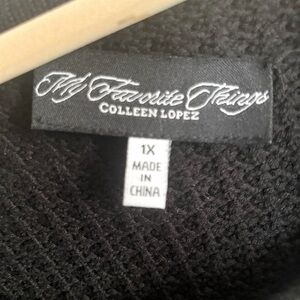 My Favorite Things
COLLEEN LOPEZ
1X
MADE
IN
CHINA